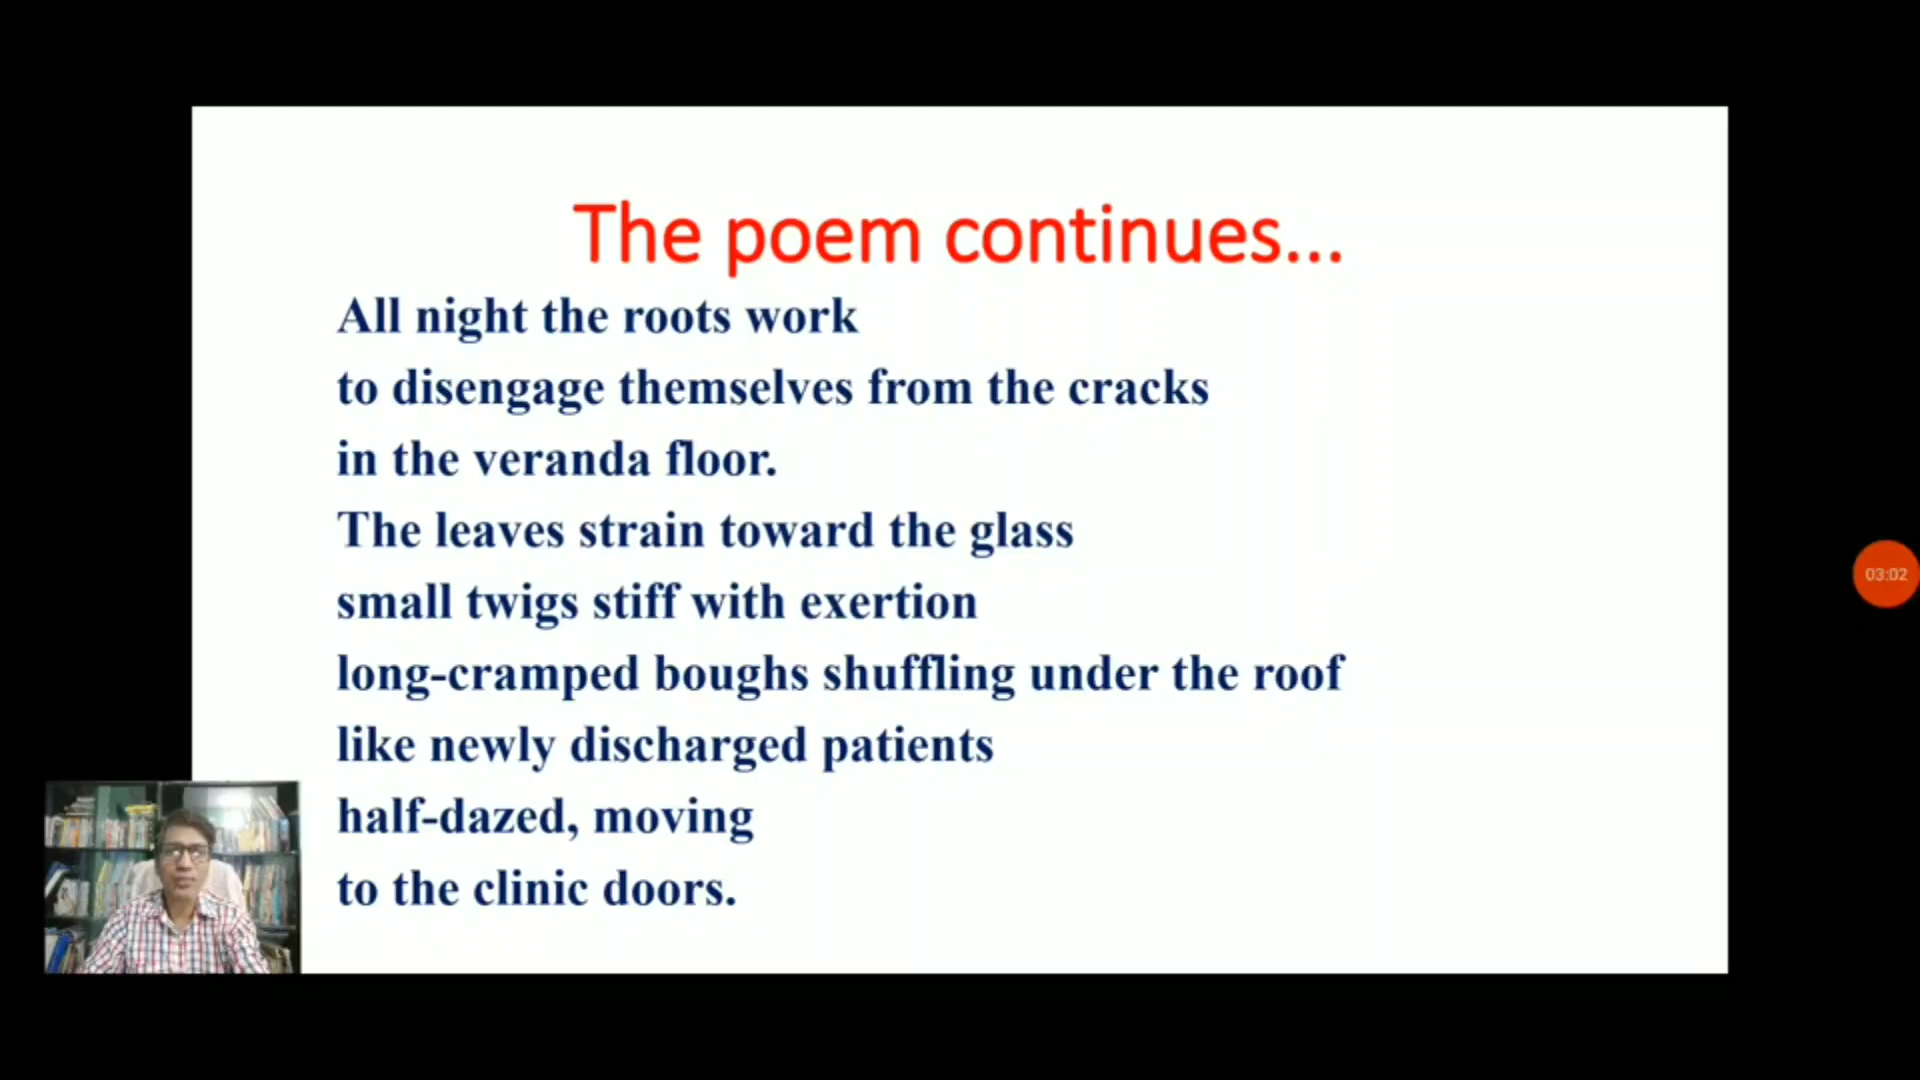 The poem continues...
All night the roots work
to disengage themselves from the cracks
in the veranda floor.
The leaves strain toward the glass
small twigs stiff with exertion
long-cramped boughs shuffling under the roof
like newly discharged patients
half-dazed, moving
to the clinic doors.
03:02